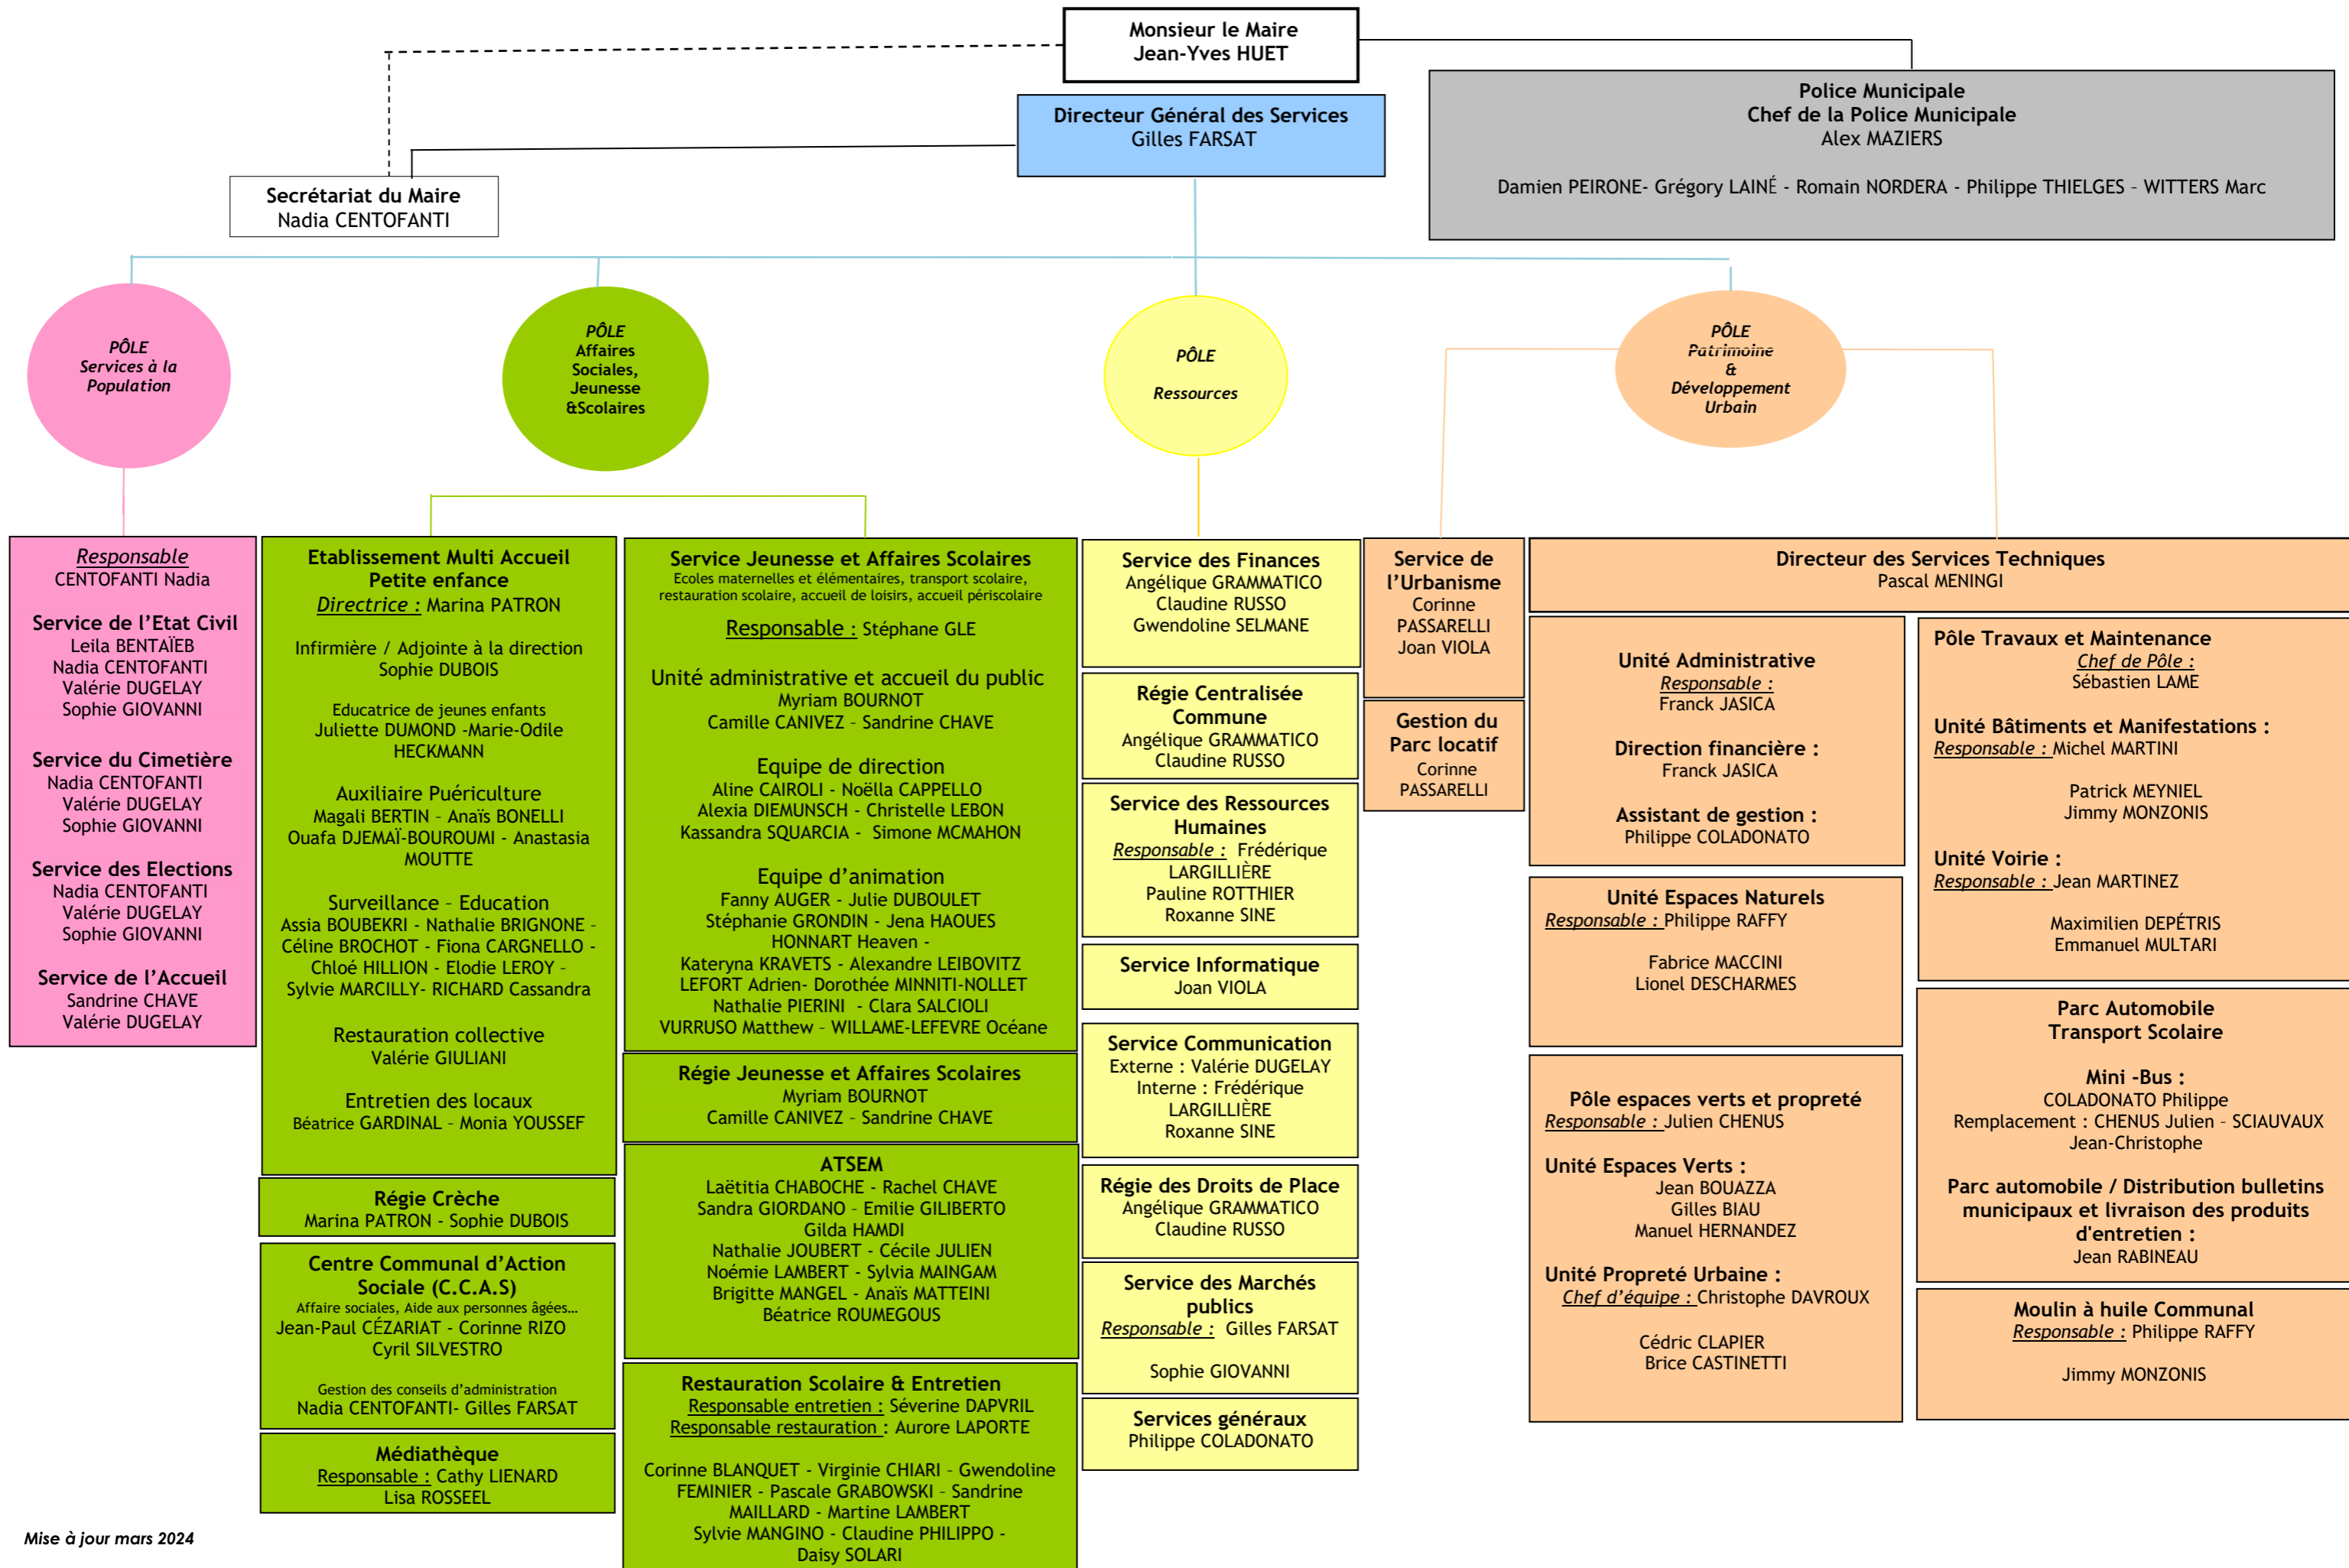 Monsieur le Maire
Jean-Yves HUET
Directeur Général des Services
Gilles FARSAT
Police Municipale
Chef de la Police Municipale
Alex MAZIERS
Damien PEIRONE- Grégory LAINÉ - Romain NORDERA - Philippe THIELGES – WITTERS Marc
Secrétariat du Maire
Nadia CENTOFANTI
PÔLE
Services à la
Population
PÔLE
Affaires
Sociales,
Jeunesse
&Scolaires
PÔLE
Ressources
PÔLE
Patrimoine
&
Développement
Urbain
Responsable
CENTOFANTI Nadia
Service de l’Etat Civil
Leila BENTAÏEB
Nadia CENTOFANTI
Valérie DUGELAY
Sophie GIOVANNI
Service du Cimetière
Nadia CENTOFANTI
Valérie DUGELAY
Sophie GIOVANNI
Service des Elections
Nadia CENTOFANTI
Valérie DUGELAY
Sophie GIOVANNI
Service de l’Accueil
Sandrine CHAVE
Valérie DUGELAY
Etablissement Multi Accueil
Petite enfance
Directrice : Marina PATRON
Infirmière / Adjointe à la direction
Sophie DUBOIS
Educatrice de jeunes enfants
Juliette DUMOND -Marie-Odile
HECKMANN
Auxiliaire Puériculture
Magali BERTIN – Anaïs BONELLI
Ouafa DJEMAÏ-BOUROUMI - Anastasia
MOUTTE
Surveillance – Education
Assia BOUBEKRI - Nathalie BRIGNONE –
Céline BROCHOT - Fiona CARGNELLO -
Chloé HILLION - Elodie LEROY –
Sylvie MARCILLY- RICHARD Cassandra
Restauration collective
Valérie GIULIANI
Entretien des locaux
Béatrice GARDINAL – Monia YOUSSEF
Régie Crèche
Marina PATRON - Sophie DUBOIS
Centre Communal d’Action
Sociale (C.C.A.S)
Affaire sociales, Aide aux personnes âgées…
Jean-Paul CÉZARIAT - Corinne RIZO
Cyril SILVESTRO
Gestion des conseils d’administration
Nadia CENTOFANTI- Gilles FARSAT
Médiathèque
Responsable : Cathy LIENARD
Lisa ROSSEEL
Service Jeunesse et Affaires Scolaires
Ecoles maternelles et élémentaires, transport scolaire,
restauration scolaire, accueil de loisirs, accueil périscolaire
Responsable : Stéphane GLE
Unité administrative et accueil du public
Myriam BOURNOT
Camille CANIVEZ – Sandrine CHAVE
Equipe de direction
Aline CAIROLI - Noëlla CAPPELLO
Alexia DIEMUNSCH - Christelle LEBON
Kassandra SQUARCIA - Simone MCMAHON
Equipe d’animation
Fanny AUGER - Julie DUBOULET
Stéphanie GRONDIN - Jena HAOUES
HONNART Heaven -
Kateryna KRAVETS - Alexandre LEIBOVITZ
LEFORT Adrien- Dorothée MINNITI-NOLLET
Nathalie PIERINI - Clara SALCIOLI
VURRUSO Matthew – WILLAME-LEFEVRE Océane
Régie Jeunesse et Affaires Scolaires
Myriam BOURNOT
Camille CANIVEZ – Sandrine CHAVE
ATSEM
Laëtitia CHABOCHE - Rachel CHAVE
Sandra GIORDANO – Emilie GILIBERTO
Gilda HAMDI
Nathalie JOUBERT - Cécile JULIEN
Noémie LAMBERT - Sylvia MAINGAM
Brigitte MANGEL - Anaïs MATTEINI
Béatrice ROUMEGOUS
Restauration Scolaire & Entretien
Responsable entretien : Séverine DAPVRIL
Responsable restauration : Aurore LAPORTE
Corinne BLANQUET - Virginie CHIARI – Gwendoline
FEMINIER - Pascale GRABOWSKI – Sandrine
MAILLARD - Martine LAMBERT
Sylvie MANGINO - Claudine PHILIPPO -
Daisy SOLARI
Service des Finances
Angélique GRAMMATICO
Claudine RUSSO
Gwendoline SELMANE
Régie Centralisée
Commune
Angélique GRAMMATICO
Claudine RUSSO
Service des Ressources
Humaines
Responsable : Frédérique
LARGILLIÈRE
Pauline ROTTHIER
Roxanne SINE
Service Informatique
Joan VIOLA
Service Communication
Externe : Valérie DUGELAY
Interne : Frédérique
LARGILLIÈRE
Roxanne SINE
Régie des Droits de Place
Angélique GRAMMATICO
Claudine RUSSO
Service des Marchés
publics
Responsable : Gilles FARSAT
Sophie GIOVANNI
Services généraux
Philippe COLADONATO
Service de
l’Urbanisme
Corinne
PASSARELLI
Joan VIOLA
Gestion du
Parc locatif
Corinne
PASSARELLI
Directeur des Services Techniques
Pascal MENINGI
Unité Administrative
Responsable :
Franck JASICA
Direction financière :
Franck JASICA
Assistant de gestion :
Philippe COLADONATO
Unité Espaces Naturels
Responsable : Philippe RAFFY
Fabrice MACCINI
Lionel DESCHARMES
Pôle espaces verts et propreté
Responsable : Julien CHENUS
Unité Espaces Verts :
Jean BOUAZZA
Gilles BIAU
Manuel HERNANDEZ
Unité Propreté Urbaine :
Chef d’équipe : Christophe DAVROUX
Cédric CLAPIER
Brice CASTINETTI
Pôle Travaux et Maintenance
Chef de Pôle :
Sébastien LAME
Unité Bâtiments et Manifestations :
Responsable : Michel MARTINI
Patrick MEYNIEL
Jimmy MONZONIS
Unité Voirie :
Responsable : Jean MARTINEZ
Maximilien DEPÉTRIS
Emmanuel MULTARI
Parc Automobile
Transport Scolaire
Mini -Bus :
COLADONATO Philippe
Remplacement : CHENUS Julien – SCIAUVAUX
Jean-Christophe
Parc automobile / Distribution bulletins
municipaux et livraison des produits
d'entretien :
Jean RABINEAU
Moulin à huile Communal
Responsable : Philippe RAFFY
Jimmy MONZONIS
Mise à jour mars 2024